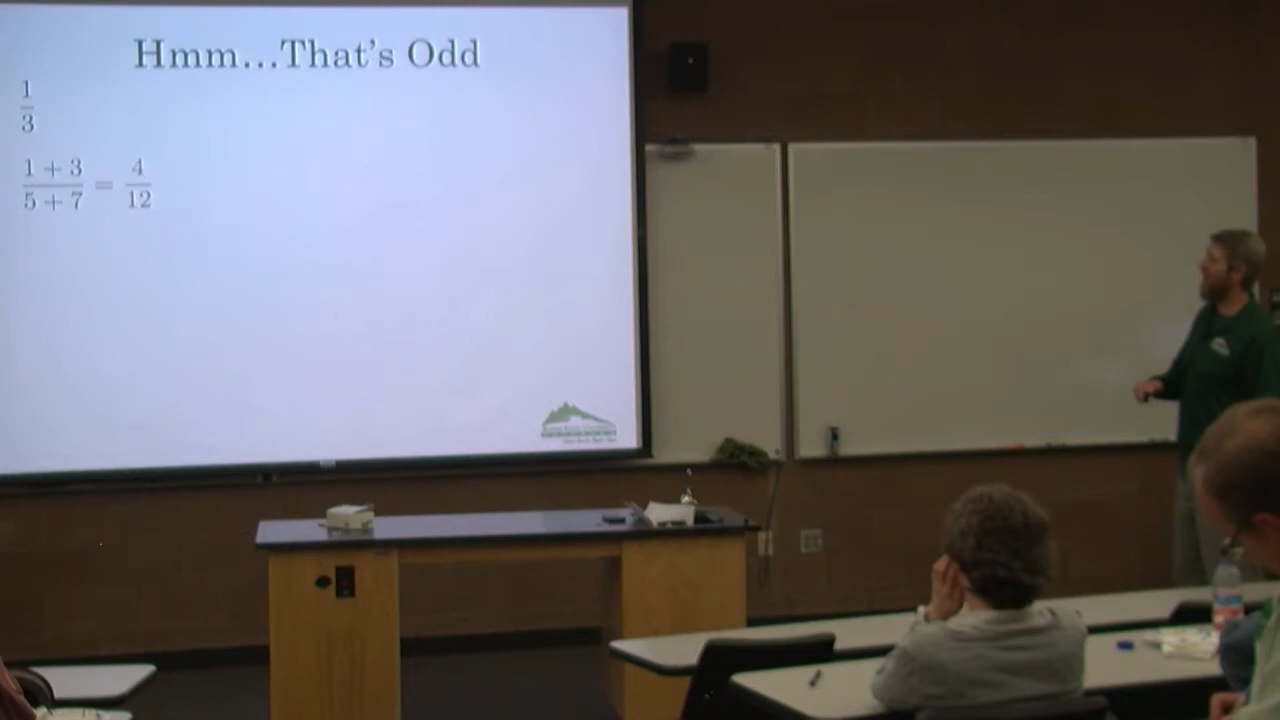 Hmm...That's Odd
1
3
1 + 3 = 4
5 + 7 12